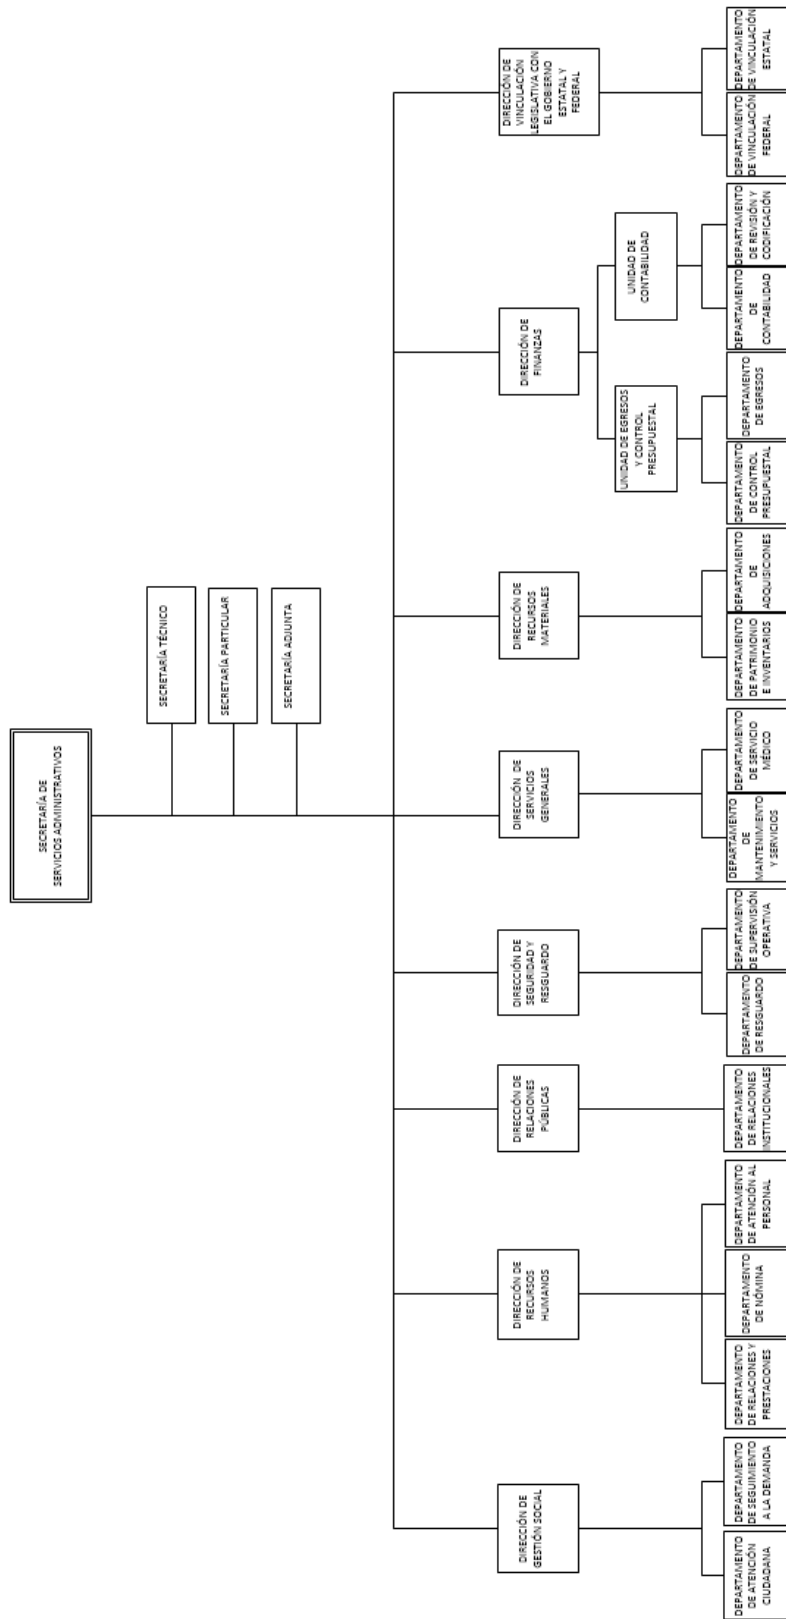 SECRETARÍA DE
SERVICIOS ADMINISTRATIVOS
SECRETARÍA TÉCNICO
SECRETARÍA PARTICULAR
SECRETARÍA ADJUNTA
DIRECCIÓN DE
GESTIÓN SOCIAL
DIRECCIÓN DE
RECURSOS
HUMANOS
DIRECCIÓN DE
RELACIONES
PÚBLICAS
DIRECCIÓN DE
SEGURIDAD Y
RESGUARDO
DIRECCIÓN DE
SERVICIOS
GENERALES
DIRECCIÓN DE
RECURSOS
MATERIALES
DIRECCIÓN DE
FINANZAS
DIRECCIÓN DE
VINCULACIÓN
LEGISLATIVA CON
EL GOBIERNO
ESTATAL Y
FEDERAL
UNIDAD DE EGRESOS
Y CONTROL
PRESUPUESTAL
UNIDAD DE
CONTABILIDAD
DEPARTAMENTO
DE ATENCIÓN
CIUDADANA
DEPARTAMENTO
DE SEGUIMIENTO
A LA DEMANDA
DEPARTAMENTO
DE RELACIONES Y
PRESTACIONES
DEPARTAMENTO
DE NÓMINA
DEPARTAMENTO
DE ATENCIÓN AL
PERSONAL
DEPARTAMENTO
DE RELACIONES
INSTITUCIONALES
DEPARTAMENTO
DE RESGUARDO
DEPARTAMENTO
DE SUPERVISIÓN
OPERATIVA
DEPARTAMENTO
DE
MANTENIMIENTO
Y SERVICIOS
DEPARTAMENTO
DE SERVICIO
MÉDICO
DEPARTAMENTO
DE PATRIMONIO
E INVENTARIOS
DEPARTAMENTO
DE
ADQUISICIONES
DEPARTAMENTO
DE CONTROL
PRESUPUESTAL
DEPARTAMENTO
DE EGRESOS
DEPARTAMENTO
DE
CONTABILIDAD
DEPARTAMENTO
DE REVISIÓN Y
CODIFICACIÓN
DEPARTAMENTO
DE VINCULACIÓN
FEDERAL
DEPARTAMENTO
DE VINCULACIÓN
ESTATAL